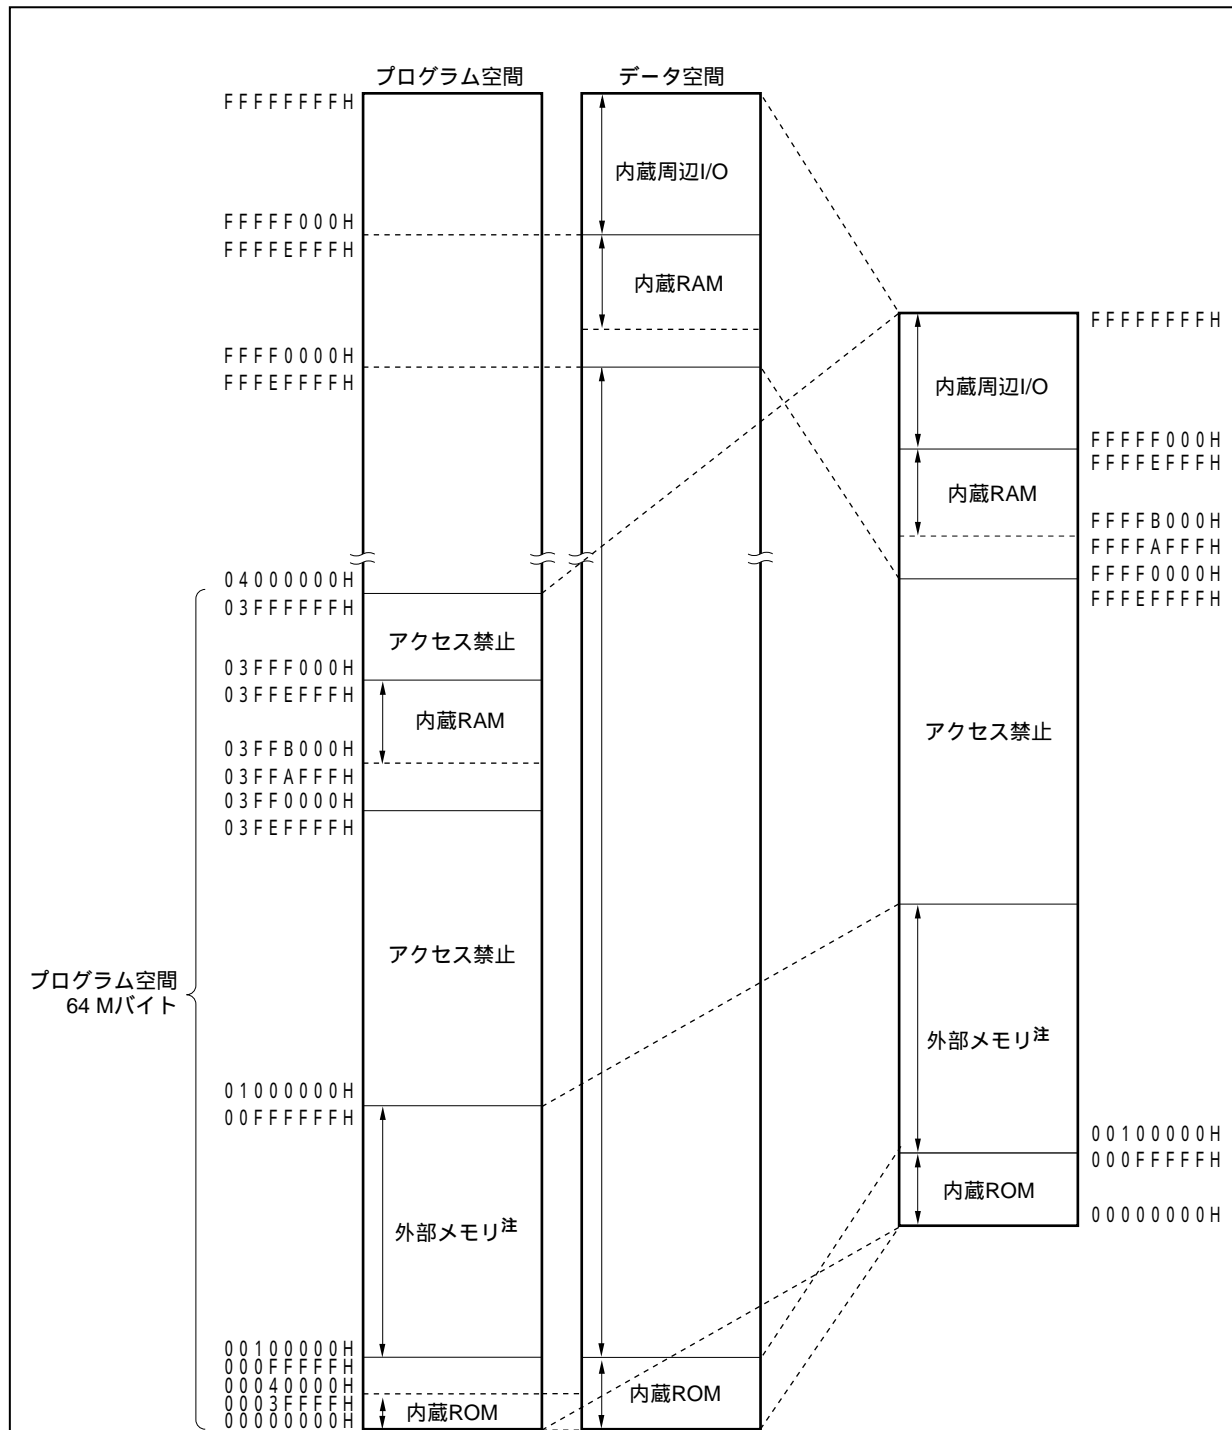 プログラム空間
データ空間
FFFFFFFFH
内蔵周辺I/O
FFFFF000H
FFFFEFFFH
内蔵RAM
FFFF0000H
FFFEFFFFH
04000000H
03FFFFFFH
アクセス禁止
03FFF000H
03FFEFFFH
内蔵RAM
03FFB000H
03FFAFFFH
03FF0000H
03FEFFFFH
アクセス禁止
プログラム空間
64 Mバイト
01000000H
00FFFFFFH
外部メモリ注
00100000H
000FFFFFH
00040000H
0003FFFFH
00000000H
内蔵ROM
内蔵ROM
FFFFFFFFH
内蔵周辺I/O
FFFFF000H
FFFFEFFFH
内蔵RAM
FFFFB000H
FFFFAFFFH
FFFF0000H
FFFEFFFFH
アクセス禁止
外部メモリ注
00100000H
000FFFFFH
内蔵ROM
00000000H